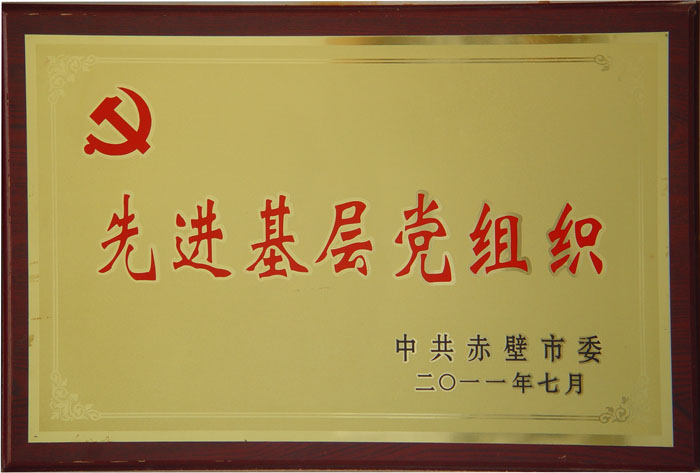 先进基层党组织
中共赤壁市委
二〇一一年七月